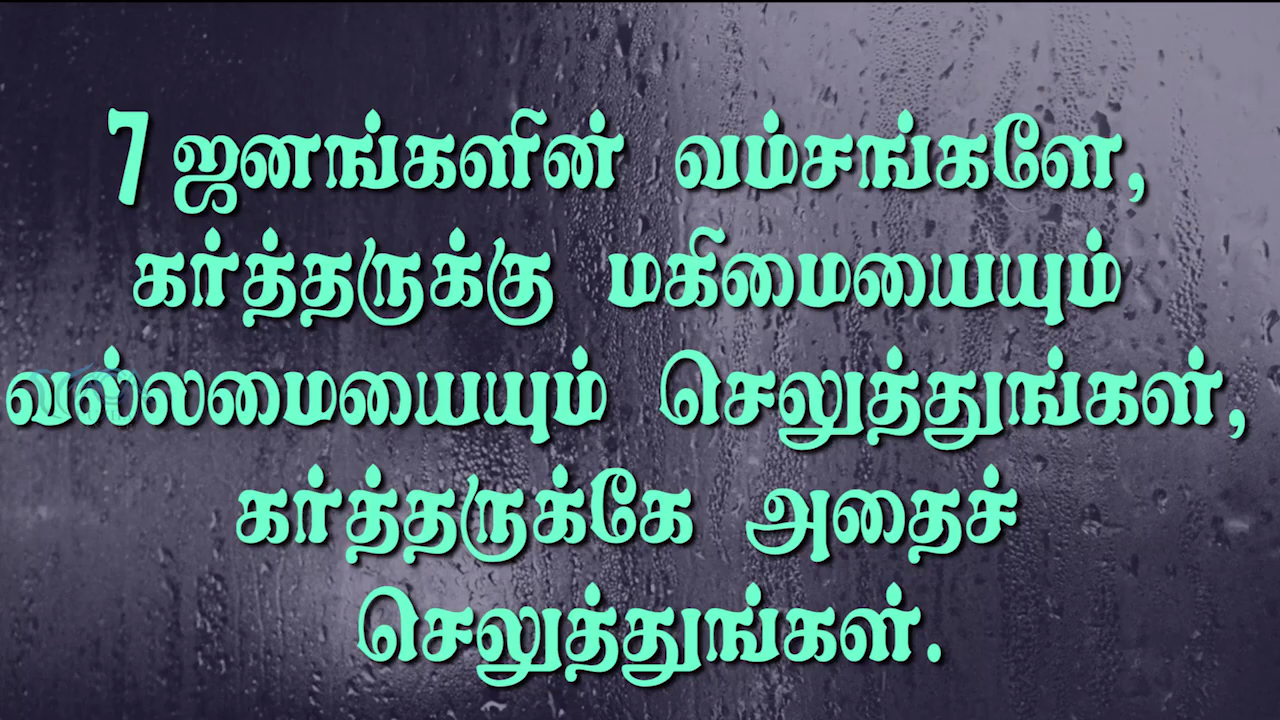 7 ஜனங்களின் வம்சங்களே,
கர்த்தருக்கு மகிமையையும்
வல்லமையையும் செலுத்துங்கள்,
கர்த்தருக்கே அதைச்
செலுத்துங்கள்.